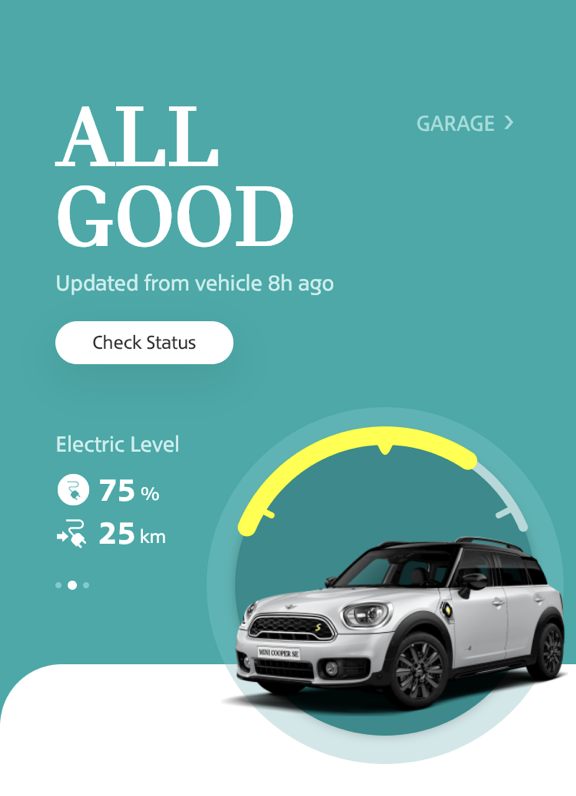 ALL
GOOD
GARAGE
Updated from vehicle 8h ago
Check Status
Electric Level
75 %
25 km
MINI COOPER SE